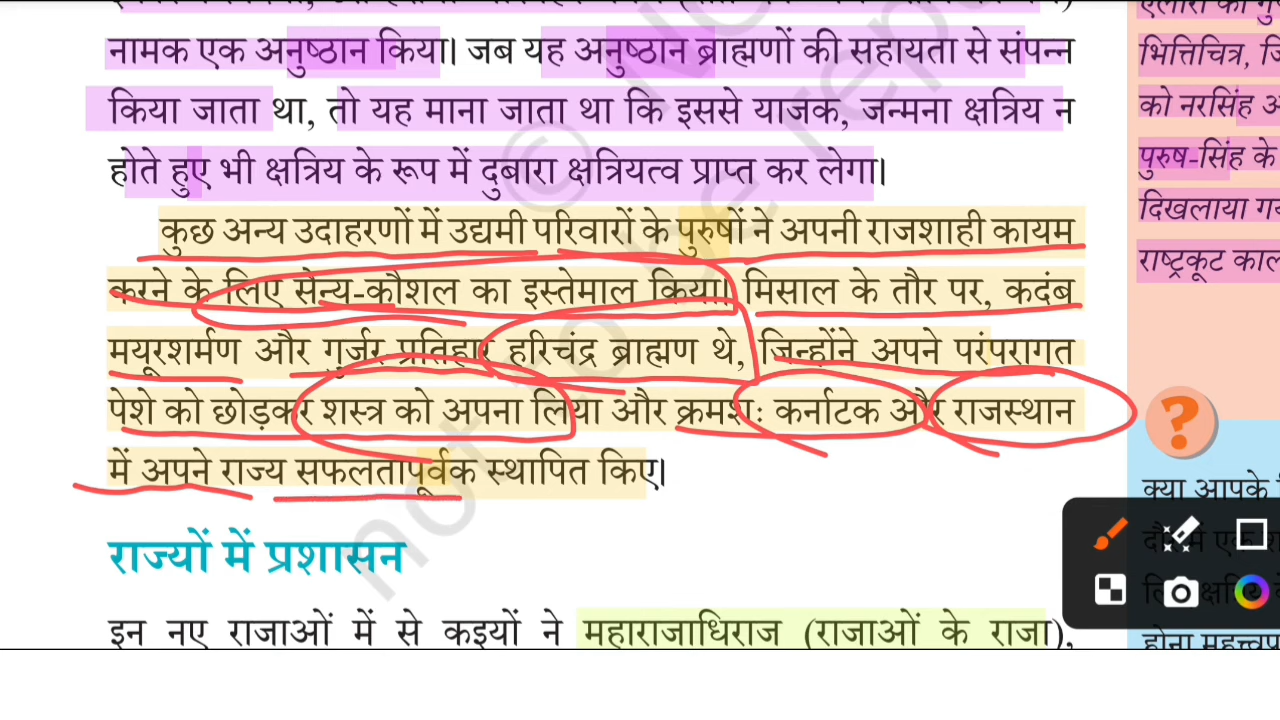 नामक एक अनुष्ठान किया। जब यह अनुष्ठान ब्राह्मणों की सहायता से संपन्न
किया जाता था, तो यह माना जाता था कि इससे याजक, जन्मना क्षत्रिय न
होते हुए भी क्षत्रिय के रूप में दुबारा क्षत्रियत्व प्राप्त कर लेगा।
कुछ अन्य उदाहरणों में उद्यमी परिवारों के पुरुषों ने अपनी राजशाही कायम
करने के लिए सैन्य-कौशल का इस्तेमाल किया। मिसाल के तौर पर, कदंब
मयूरशर्मण और गुर्जर प्रतिहार हरिचंद्र ब्राह्मण थे, जिन्होंने अपने परंपरागत
पेशे को छोड़कर शस्त्र को अपना लिया और क्रमशः कर्नाटक और राजस्थान
में अपने राज्य सफलतापूर्वक स्थापित किए।
राज्यों में प्रशासन
इन नए राजाओं में से कइयों ने महाराजाधिराज (राजाओं के राजा),
भित्तिचित्र,
को नरसिंह
पुरुष-सिंह के
दिखलाया
राष्ट्रकूट
?
क्या आपके
not be